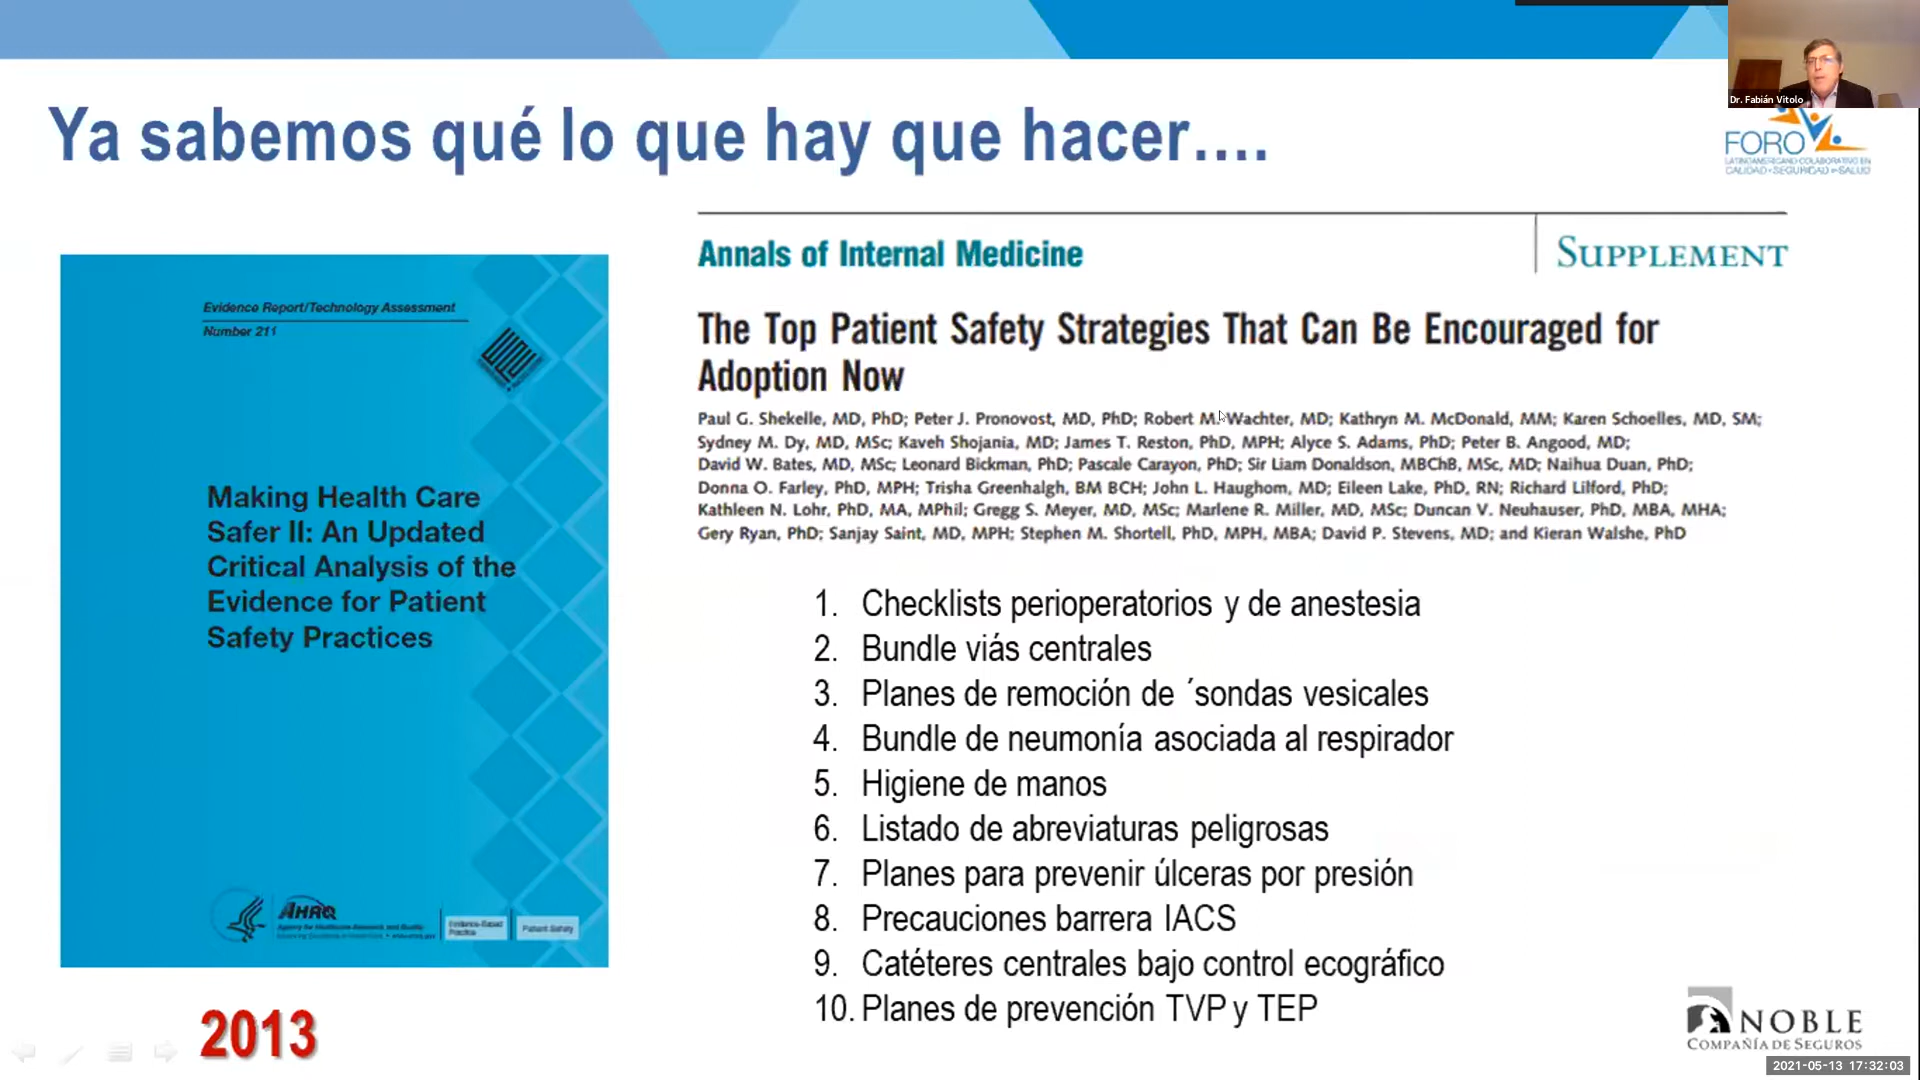 Dr. Fabián Vitolo
Ya sabemos qué lo que hay que hacer....
FORO
LATINOAMERICANO COLABORATIVO EN
CALIDAD Y SEGURIDAD EN SALUD
Evidence Report/Technology Assessment
Number 211
Making Health Care
Safer II: An Updated
Critical Analysis of the
Evidence for Patient
Safety Practices
AHRQ
Agency for Healthcare Research and Quality
Evidence-Based
Practice
Patient Safety
2013
Annals of Internal Medicine
SUPPLEMENT
The Top Patient Safety Strategies That Can Be Encouraged for
Adoption Now
Paul G. Shekelle, MD, PhD; Peter J. Pronovost, MD, PhD; Robert M. Wachter, MD; Kathryn M. McDonald, MM; Karen Schoelles, MD, SM;
Sydney M. Dy, MD, MSc; Kaveh Shojania, MD; James T. Reston, PhD, MPH; Alyce S. Adams, PhD; Peter B. Angood, MD;
David W. Bates, MD, MSc; Leonard Bickman, PhD; Pascale Carayon, PhD; Sir Liam Donaldson, MBChB, MSc, MD; Naihua Duan, PhD;
Donna O. Farley, PhD, MPH; Trisha Greenhalgh, BM BCH; John L. Haughom, MD; Eileen Lake, PhD, RN; Richard Lilford, PhD;
Kathleen N. Lohr, PhD, MA, MPhil; Gregg S. Meyer, MD, MSc; Marlene R. Miller, MD, MSc; Duncan V. Neuhauser, PhD, MBA, MHA;
Gery Ryan, PhD; Sanjay Saint, MD, MPH; Stephen M. Shortell, PhD, MPH, MBA; David P. Stevens, MD; and Kieran Walshe, PhD
1. Checklists perioperatorios y de anestesia
2. Bundle viás centrales
3. Planes de remoción de ´sondas vesicales
4. Bundle de neumonía asociada al respirador
5. Higiene de manos
6. Listado de abreviaturas peligrosas
7. Planes para prevenir úlceras por presión
8. Precauciones barrera IACS
9. Catéteres centrales bajo control ecográfico
10. Planes de prevención TVP y TEP
NOBLE
COMPAÑÍA DE SEGUROS
2021-05-13 17:32:03